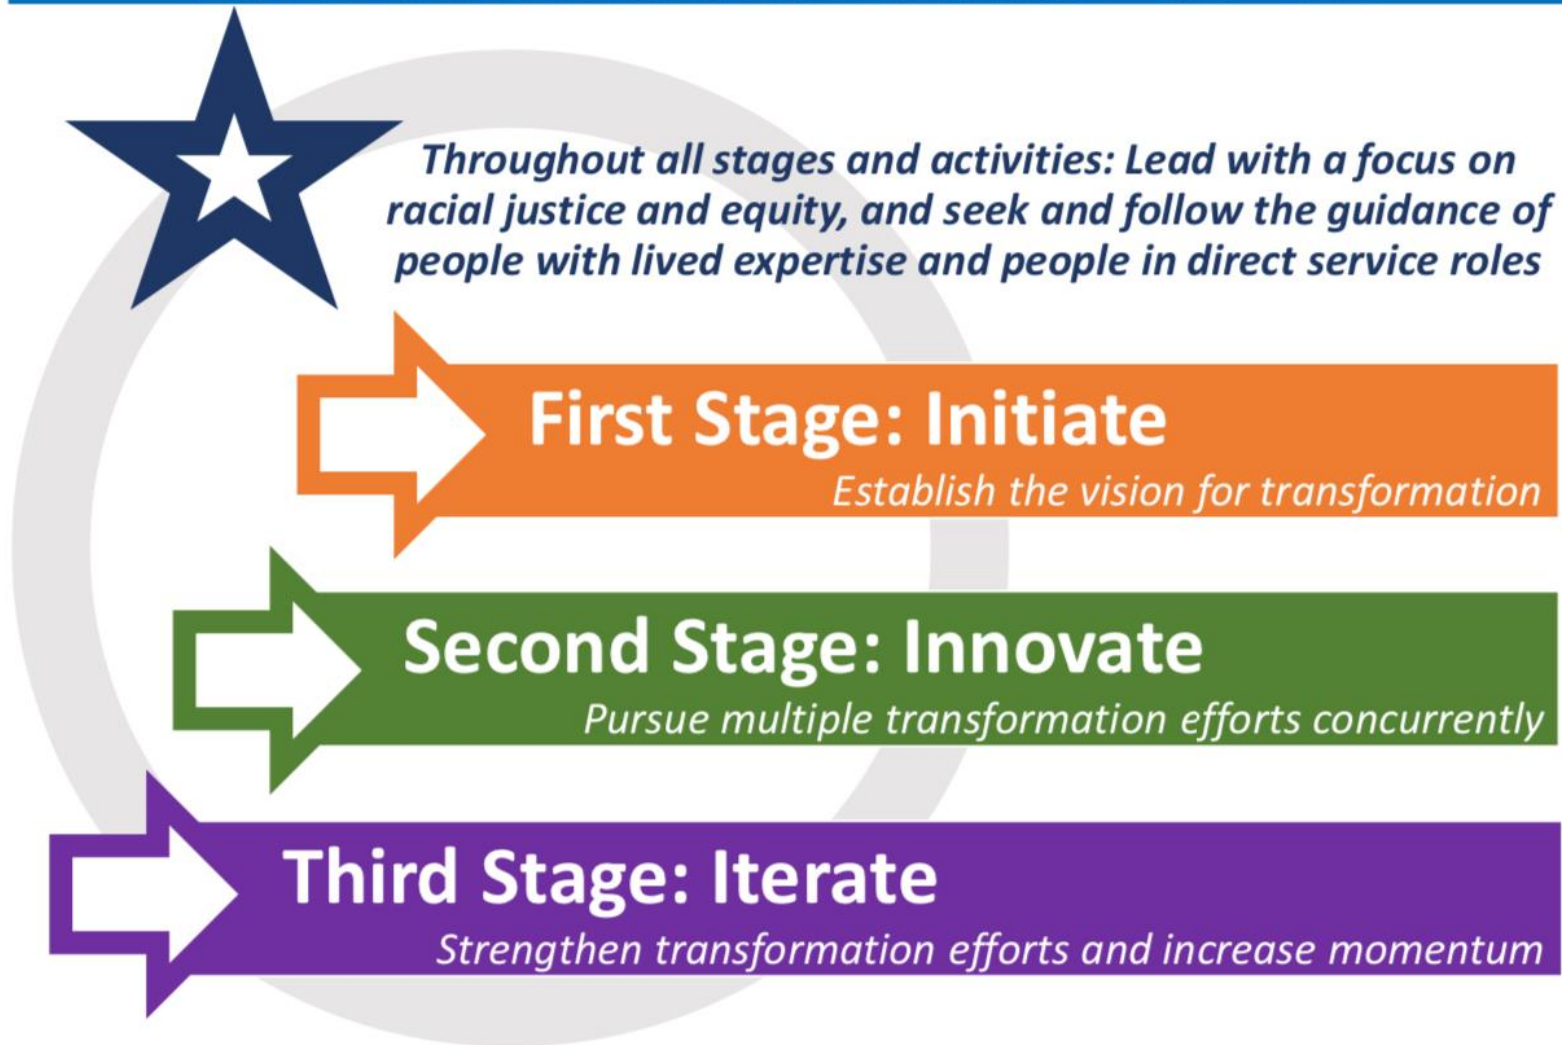 Throughout all stages and activities: Lead with a focus on
racial justice and equity, and seek and follow the guidance of
people with lived expertise and people in direct service roles
First Stage: Initiate
Establish the vision for transformation
Second Stage: Innovate
Pursue multiple transformation efforts concurrently
Third Stage: Iterate
Strengthen transformation efforts and increase momentum